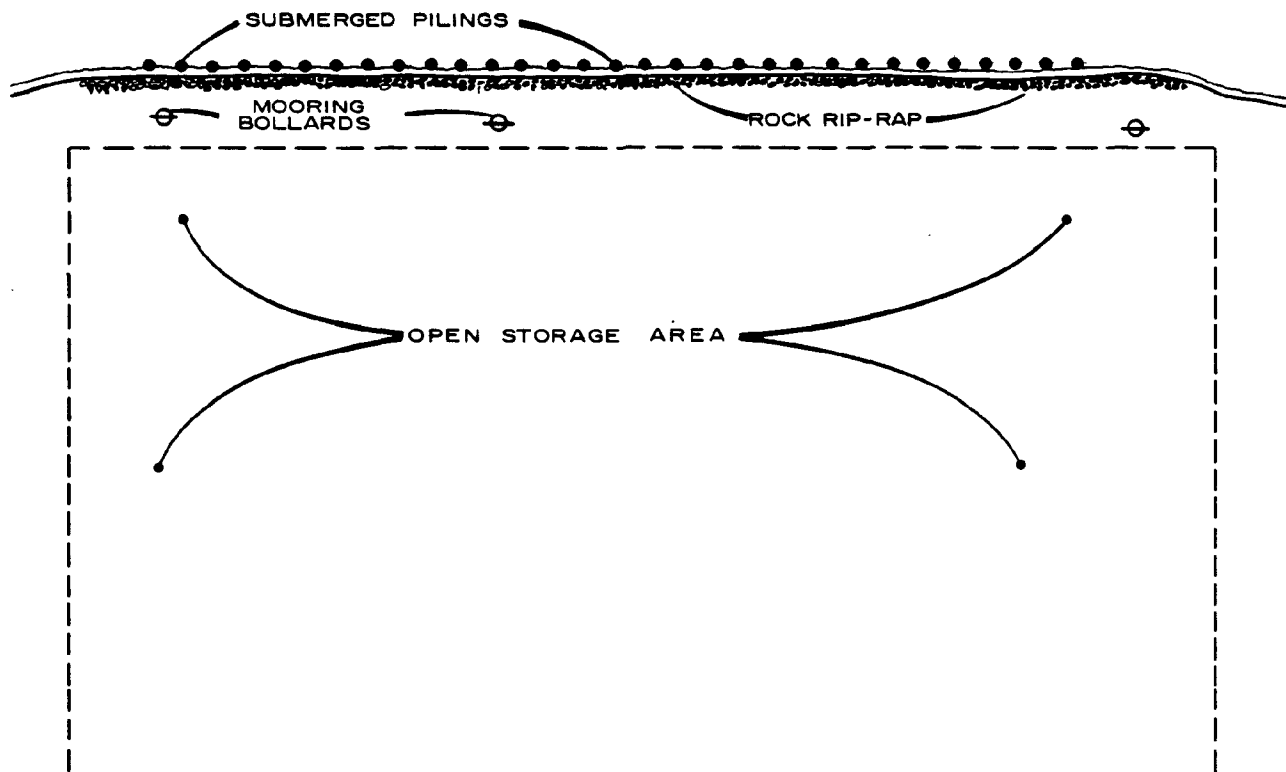 SUBMERGED PILINGS
MOORING
BOLLARDS
ROCK RIP-RAP
OPEN STORAGE AREA